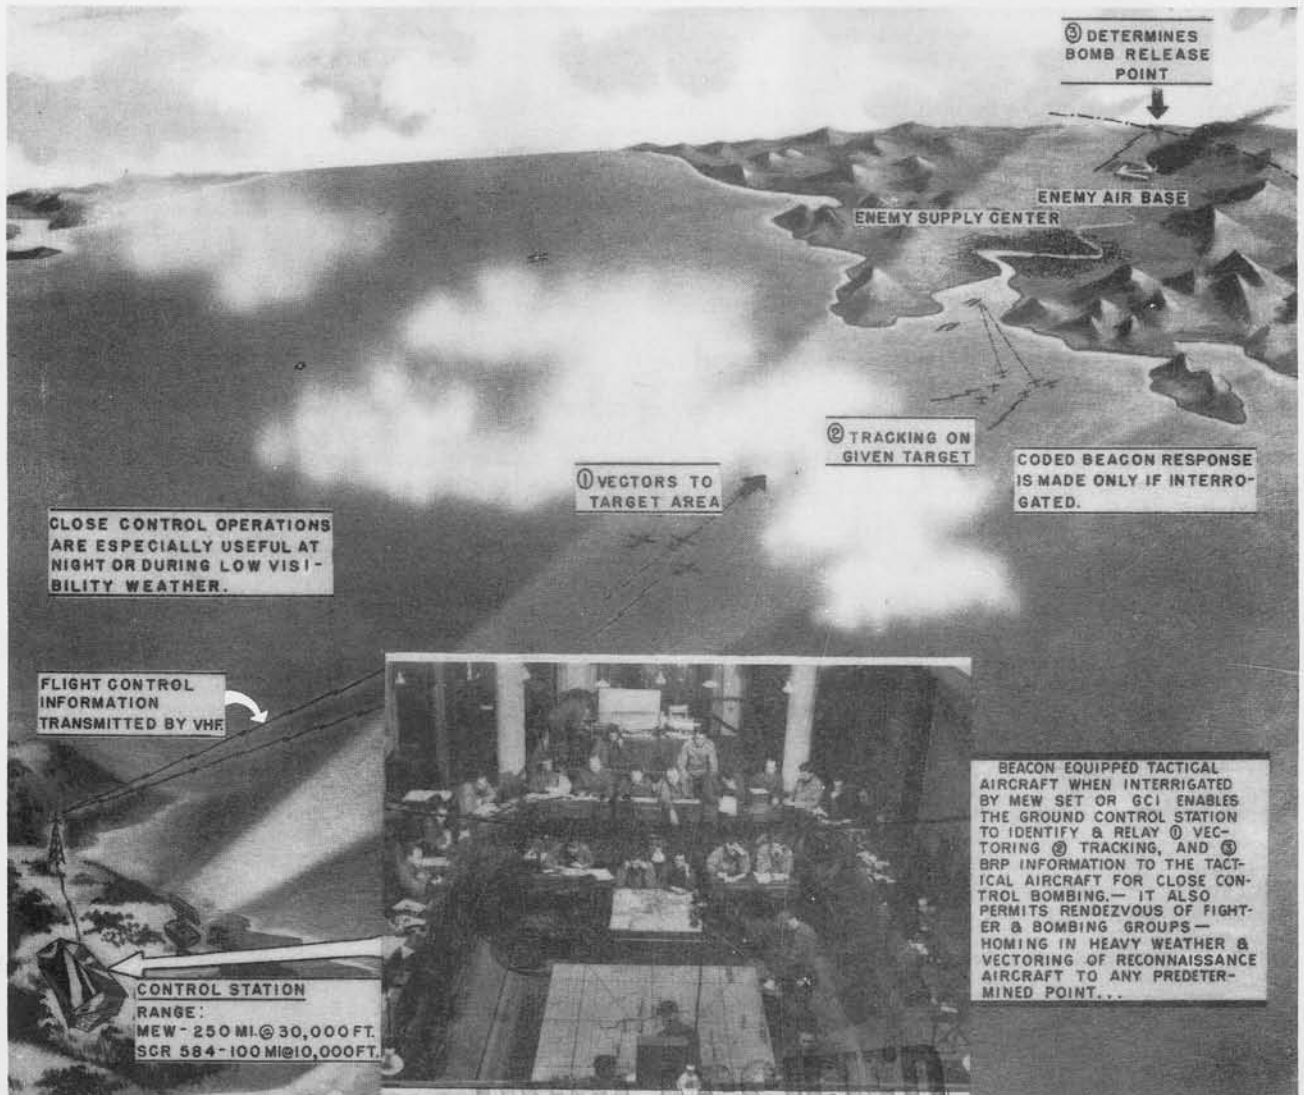 ③ DETERMINES
BOMB RELEASE
POINT
ENEMY AIR BASE
ENEMY SUPPLY CENTER
② TRACKING ON
GIVEN TARGET
CODED BEACON RESPONSE
IS MADE ONLY IF INTERRO-
GATED.
① VECTORS TO
TARGET AREA
CLOSE CONTROL OPERATIONS
ARE ESPECIALLY USEFUL AT
NIGHT OR DURING LOW VISI-
BILITY WEATHER.
FLIGHT CONTROL
INFORMATION
TRANSMITTED BY VHF.
BEACON EQUIPPED TACTICAL
AIRCRAFT WHEN INTERRIGATED
BY MEW SET OR GCI ENABLES
THE GROUND CONTROL STATION
TO IDENTIFY & RELAY ① VEC-
TORING ② TRACKING, AND ③
BRP INFORMATION TO THE TACT-
ICAL AIRCRAFT FOR CLOSE CON-
TROL BOMBING.— IT ALSO
PERMITS RENDEZVOUS OF FIGHT-
ER & BOMBING GROUPS—
HOMING IN HEAVY WEATHER &
VECTORING OF RECONNAISSANCE
AIRCRAFT TO ANY PREDETER-
MINED POINT...
CONTROL STATION
RANGE:
MEW- 250 MI.@ 30,000 FT.
SCR 584-100 MI@10,000FT.